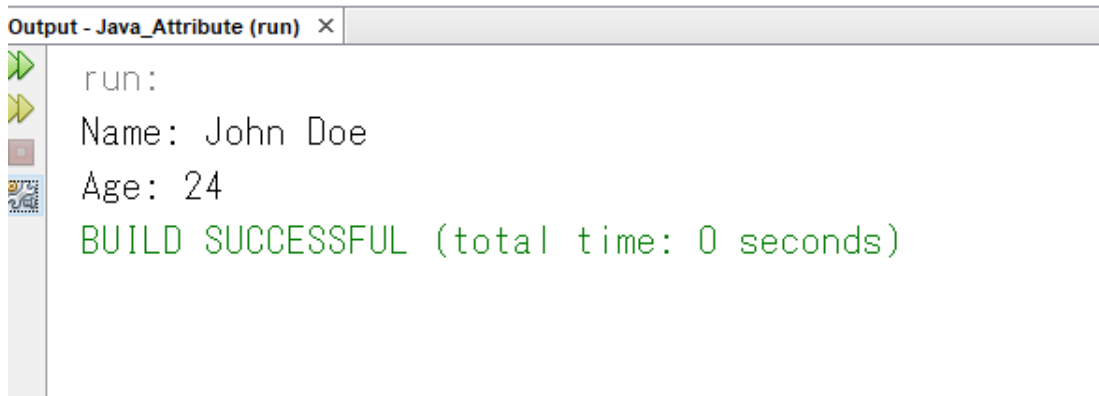 Output - Java_Attribute (run) ×
run:
Name: John Doe
Age: 24
BUILD SUCCESSFUL (total time: 0 seconds)